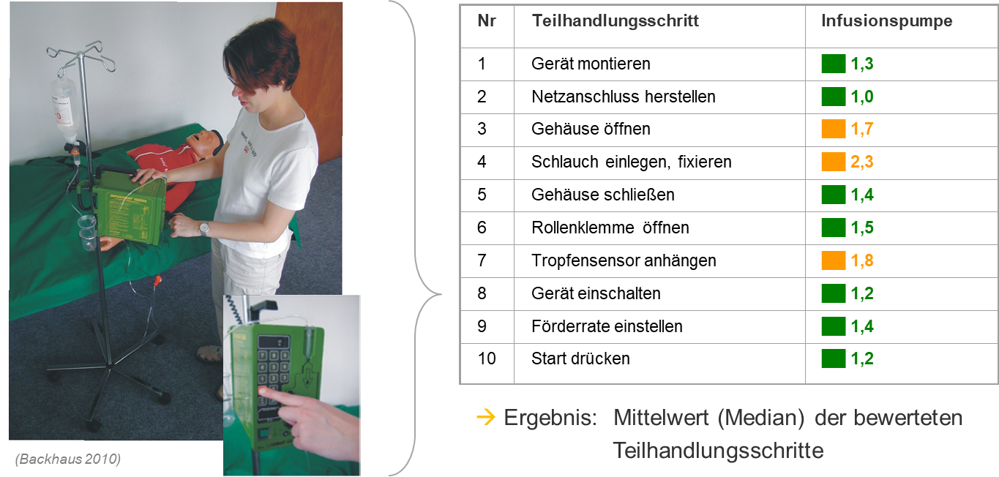 Nr Teilhandlungsschritt Infusionspumpe
1 Gerät montieren 1,3
2 Netzanschluss herstellen 1,0
3 Gehäuse öffnen 1,7
4 Schlauch einlegen, fixieren 2,3
5 Gehäuse schließen 1,4
6 Rollenklemme öffnen 1,5
7 Tropfensensor anhängen 1,8
8 Gerät einschalten 1,2
9 Förderrate einstellen 1,4
10 Start drücken 1,2
→ Ergebnis: Mittelwert (Median) der bewerteten
Teilhandlungsschritte
(Backhaus 2010)